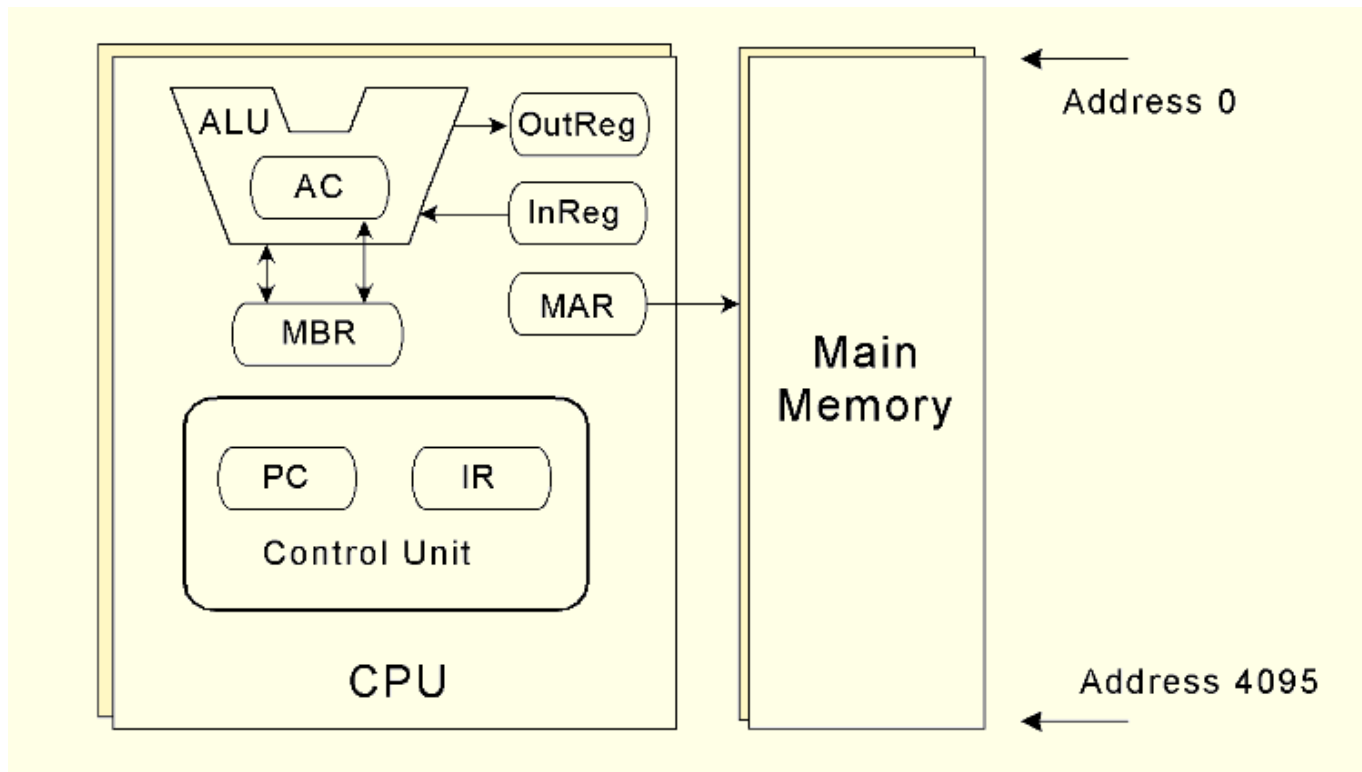 ALU
AC
OutReg
InReg
MAR
MBR
PC
IR
Control Unit
CPU
Main
Memory
Address 0
Address 4095